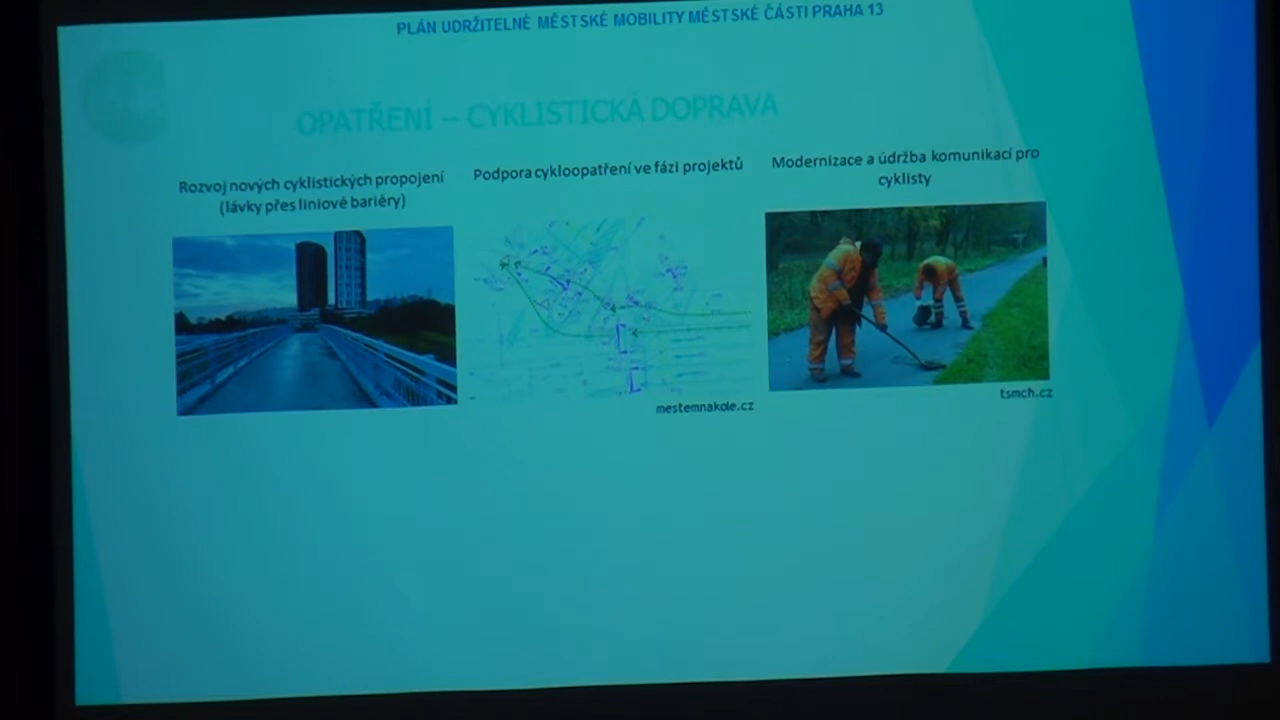 PLÁN UDRŽITELNÉ MĚSTSKÉ MOBILITY MĚSTSKÉ ČÁSTI PRAHA 13
OPATŘENÍ – CYKLISTICKÁ DOPRAVA
Rozvoj nových cyklistických propojení
(lávky přes liniové bariéry)
Podpora cykloopatření ve fázi projektů
mestemnakole.cz
Modernizace a údržba komunikací pro
cyklisty
tsmch.cz